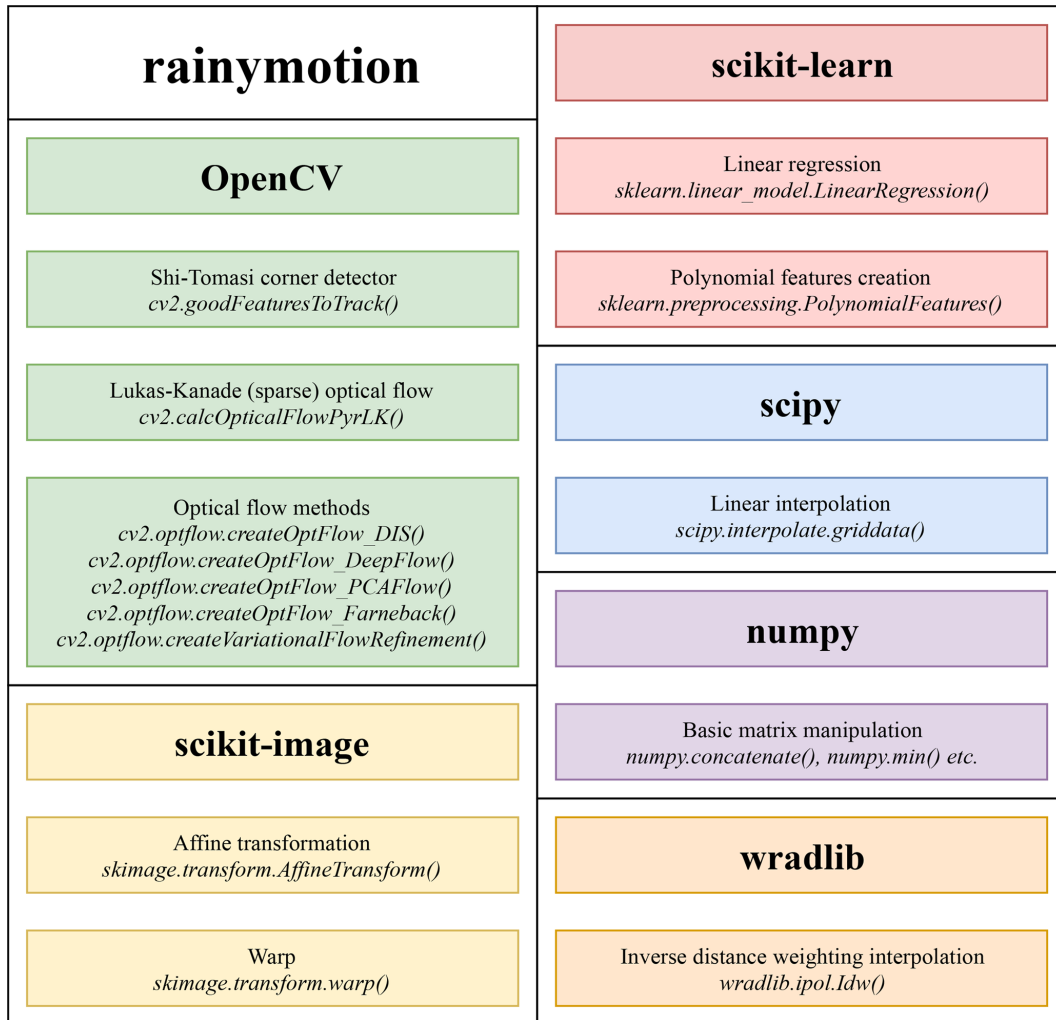 rainymotion
OpenCV
Shi-Tomasi corner detector
cv2.goodFeaturesToTrack()
Lukas-Kanade (sparse) optical flow
cv2.calcOpticalFlowPyrLK()
Optical flow methods
cv2.optflow.createOptFlow_DIS()
cv2.optflow.createOptFlow_DeepFlow()
cv2.optflow.createOptFlow_PCAFlow()
cv2.optflow.createOptFlow_Farneback()
cv2.optflow.createVariationalFlowRefinement()
scikit-image
Affine transformation
skimage.transform.AffineTransform()
Warp
skimage.transform.warp()
scikit-learn
Linear regression
sklearn.linear_model.LinearRegression()
Polynomial features creation
sklearn.preprocessing.PolynomialFeatures()
scipy
Linear interpolation
scipy.interpolate.griddata()
numpy
Basic matrix manipulation
numpy.concatenate(), numpy.min() etc.
wradlib
Inverse distance weighting interpolation
wradlib.ipol.Idw()